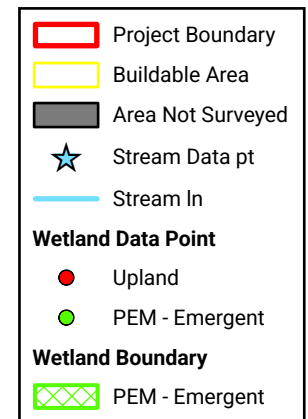 Project Boundary
Buildable Area
Area Not Surveyed
Stream Data pt
Stream ln
Wetland Data Point
Upland
PEM - Emergent
Wetland Boundary
PEM - Emergent